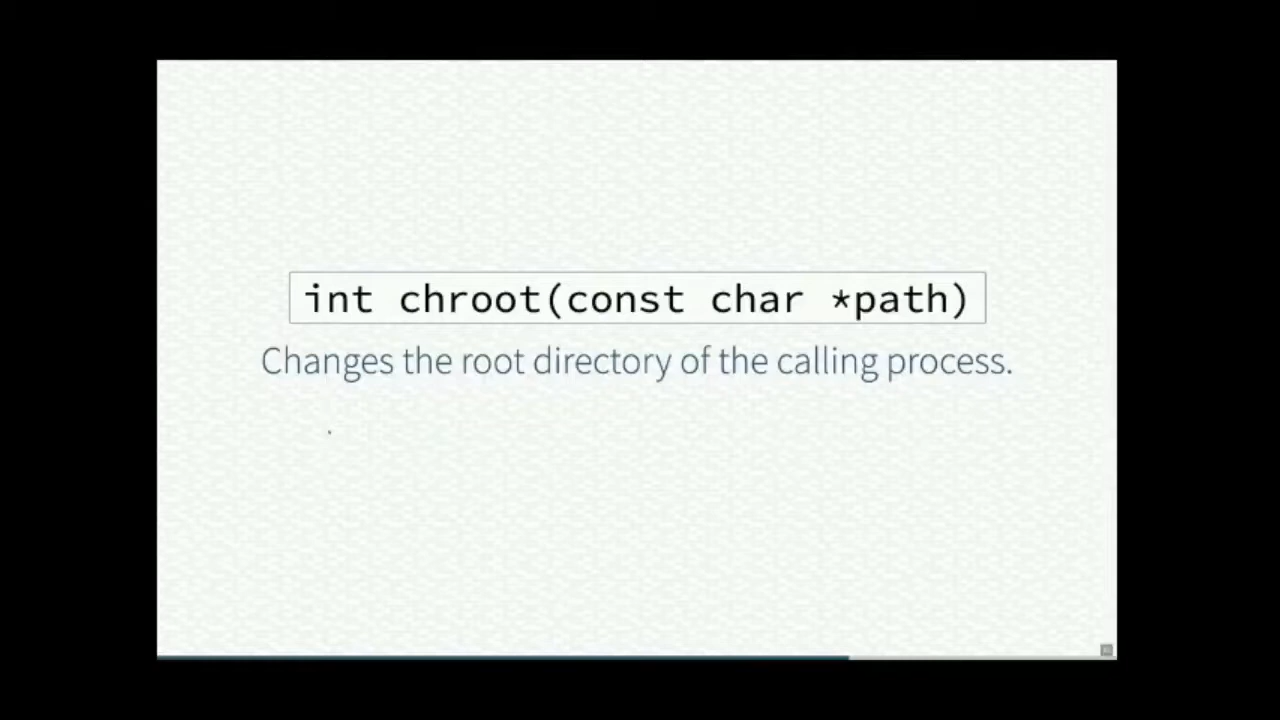 int chroot(const char *path)
Changes the root directory of the calling process.